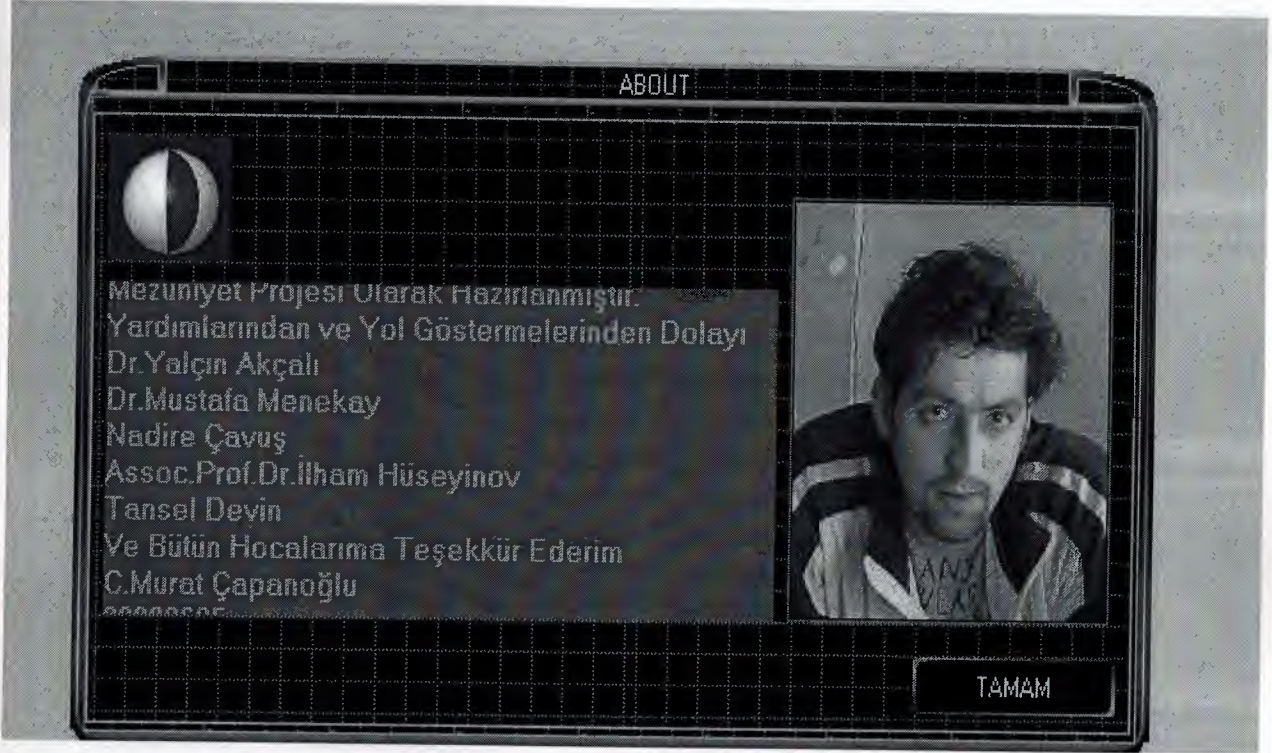 ABOUT
Mezuniyet Projesi Olarak Hazırlanmıştır.
Yardımlarından ve Yol Göstermelerinden Dolayı
Dr.Yalçın Akçalı
Dr.Mustafa Menekay
Nadire Çavuş
Assoc.Prof.Dr.İlham Hüseyinov
Tansel Devin
Ve Bütün Hocalarıma Teşekkür Ederim
C.Murat Çapanoğlu
TAMAM